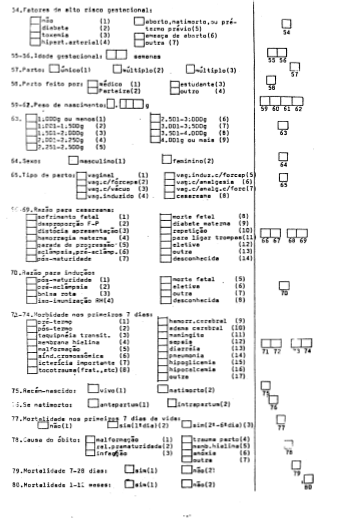 54.Fatores de alto risco gestacional:
não (1) aborto,natimorto,ou pré-
diabete (2) termo prévio(5)
toxemia (3) ameaça de aborto(6)
hipert.arterial(4) outra (7)
54
55-56.Idade gestacional: semanas
55 56
57.Parto: único(1) múltiplo(2) múltiplo(3)
57
58.Parto feito por: médico (1) estudante(3)
Parteira(2) outro (4)
58
59-62.Peso de nascimento: g
59 60 61 62
63. 1.000g ou menos(1) 2.501-3.000g (6)
1.001-1.500g (2) 3.001-3.500g (7)
1.501-2.000g (3) 3.501-4.000g (8)
2.001-2.250g (4) 4.001g ou mais (9)
2.251-2.500g (5)
63
64.Sexo: masculino(1) feminino(2)
64
65.Tipo de parto: vaginal (1) vag.induz.c/forcep(5)
vag.c/fórceps(2) vag.c/analgesia (6)
vag.c/vácuo (3) vag.c/analg.c/forc(7)
vag.induzido (4) cesareana (8)
65
-69.Razão para cesareana:
sofrimento fetal (1) morte fetal (8)
desproporção F-P (2) diabete materna (9)
distócia apresentação(3) repetição (10)
hemorragia materna (4) para ligar trompas(11)
parada de progressão(5) eletiva (12)
eclâmpsia,pré-eclâmp.(6) outra (13)
pós-maturidade (7) desconhecida (14)
66 67 68 69
70.Razão para indução:
pós-maturidade (1) morte fetal (5)
pré-eclâmpsia (2) eletiva (6)
bolsa rota (3) outra (7)
iso-imunização RH(4) desconhecida (8)
70
72-74.Morbidade nos primeiros 7 dias:
pré-termo (1) hemorr.cerebral (9)
pós-termo (2) edema cerebral (10)
taquipnéia transit. (3) meningite (11)
membrana hialina (4) sepsis (12)
malformação (5) diarréia (13)
sínd.convulsiva (6) pneumonia (14)
icterícia importante (7) hipoglicemia (15)
tocotrauma(frat.,etc)(8) hipocalcemia (16)
outra (17)
71 72 73 74
75.Recém-nascido: vivo(1) natimorto(2)
75
76.Se natimorto: antepartum(1) intrapartum(2)
76
77.Mortalidade nos primeiros 7 dias de vida:
não(1) sim(1ºdia)(2) sim(2º-6ºdia)(3)
77
78.Causa do óbito: malformação (1) trauma parto(4)
ral.prematuridade(2) memb.hialina(5)
infecção (3) anóxia (6)
outra (7)
78
79.Mortalidade 7-28 dias: sim(1) não(2)
79
80.Mortalidade 1-11 meses: sim(1) não(2)
80